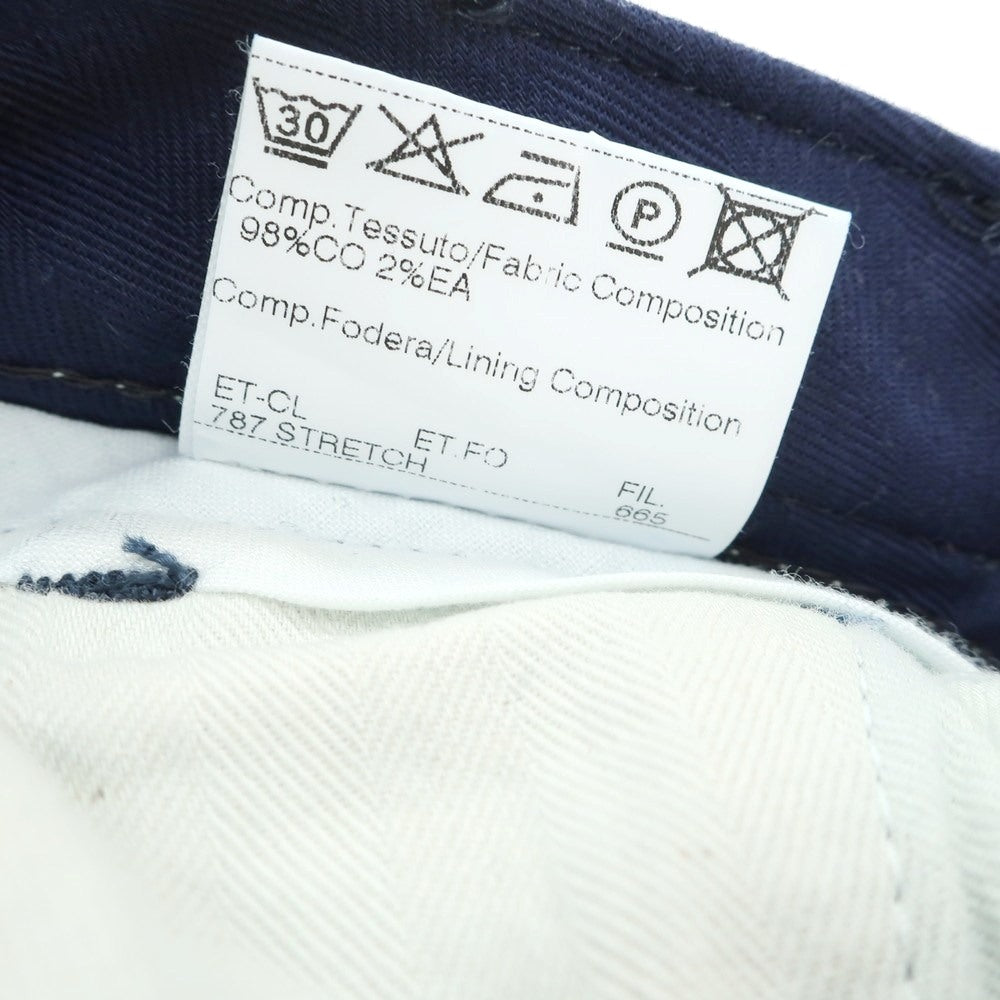 30
P
Comp.Tessuto/Fabric Composition
98%CO 2%EA
Comp.Fodera/Lining Composition
ET-CL ET.FO FIL.
787 STRETCH 665